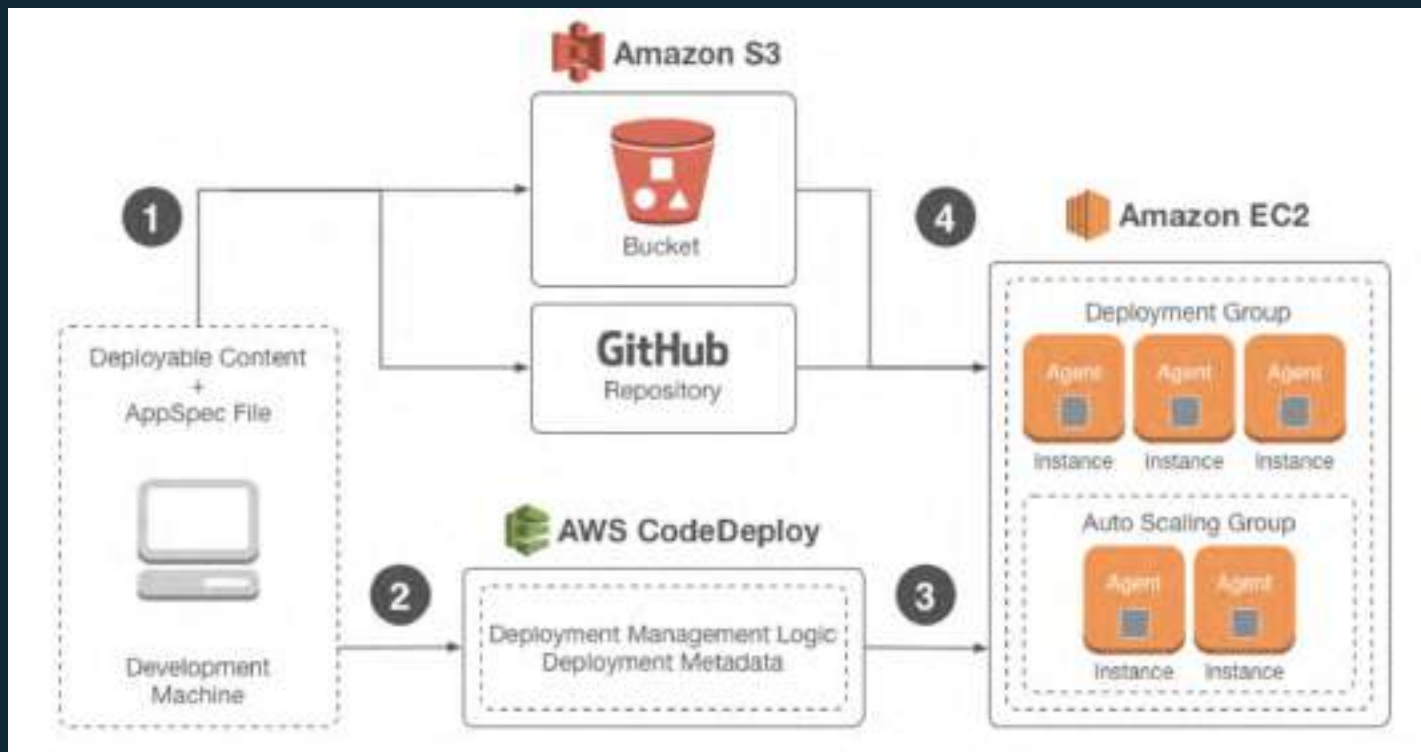 Amazon S3
Bucket
1
4
Amazon EC2
GitHub
Repository
Deployable Content
+
AppSpec File
Development
Machine
2
AWS CodeDeploy
Deployment Management Logic
Deployment Metadata
3
Deployment Group
Agent Agent Agent
Instance Instance Instance
Auto Scaling Group
Agent Agent
Instance Instance